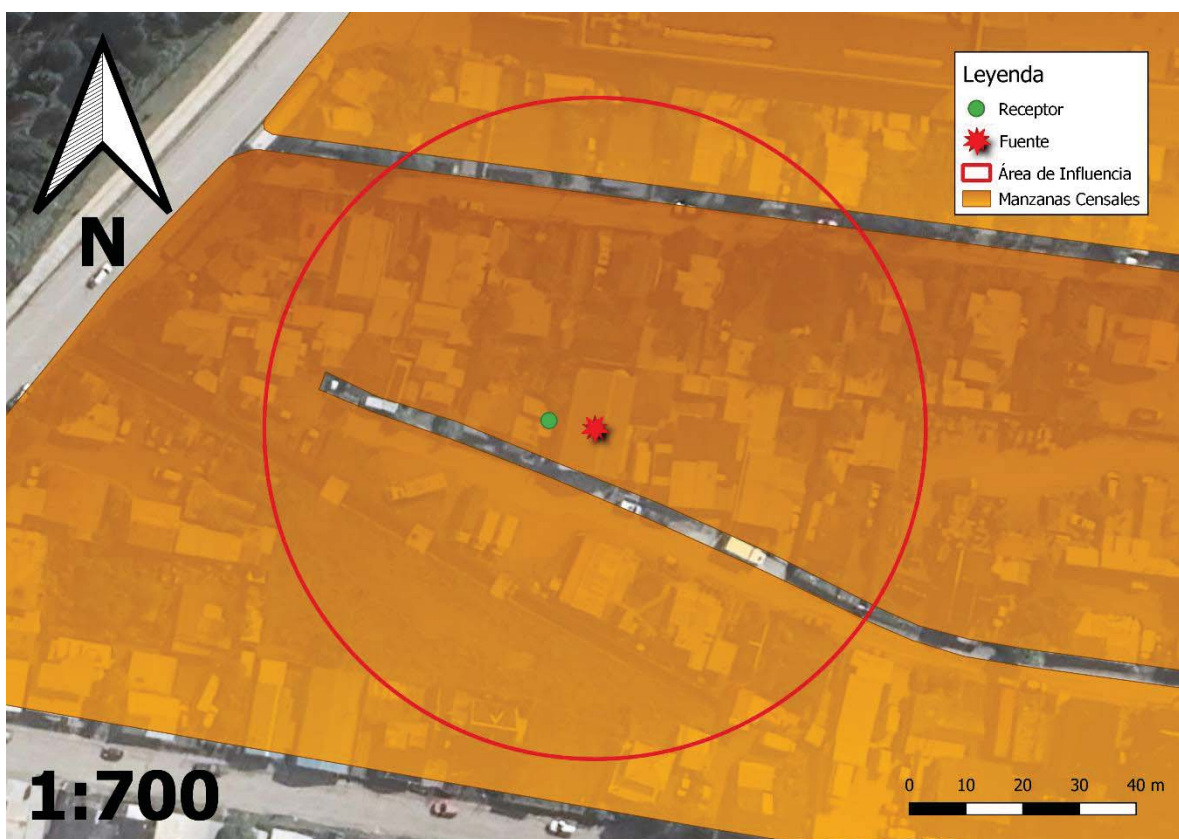 N
Leyenda
Receptor
Fuente
Área de Influencia
Manzanas Censales
1:700
0 10 20 30 40 m